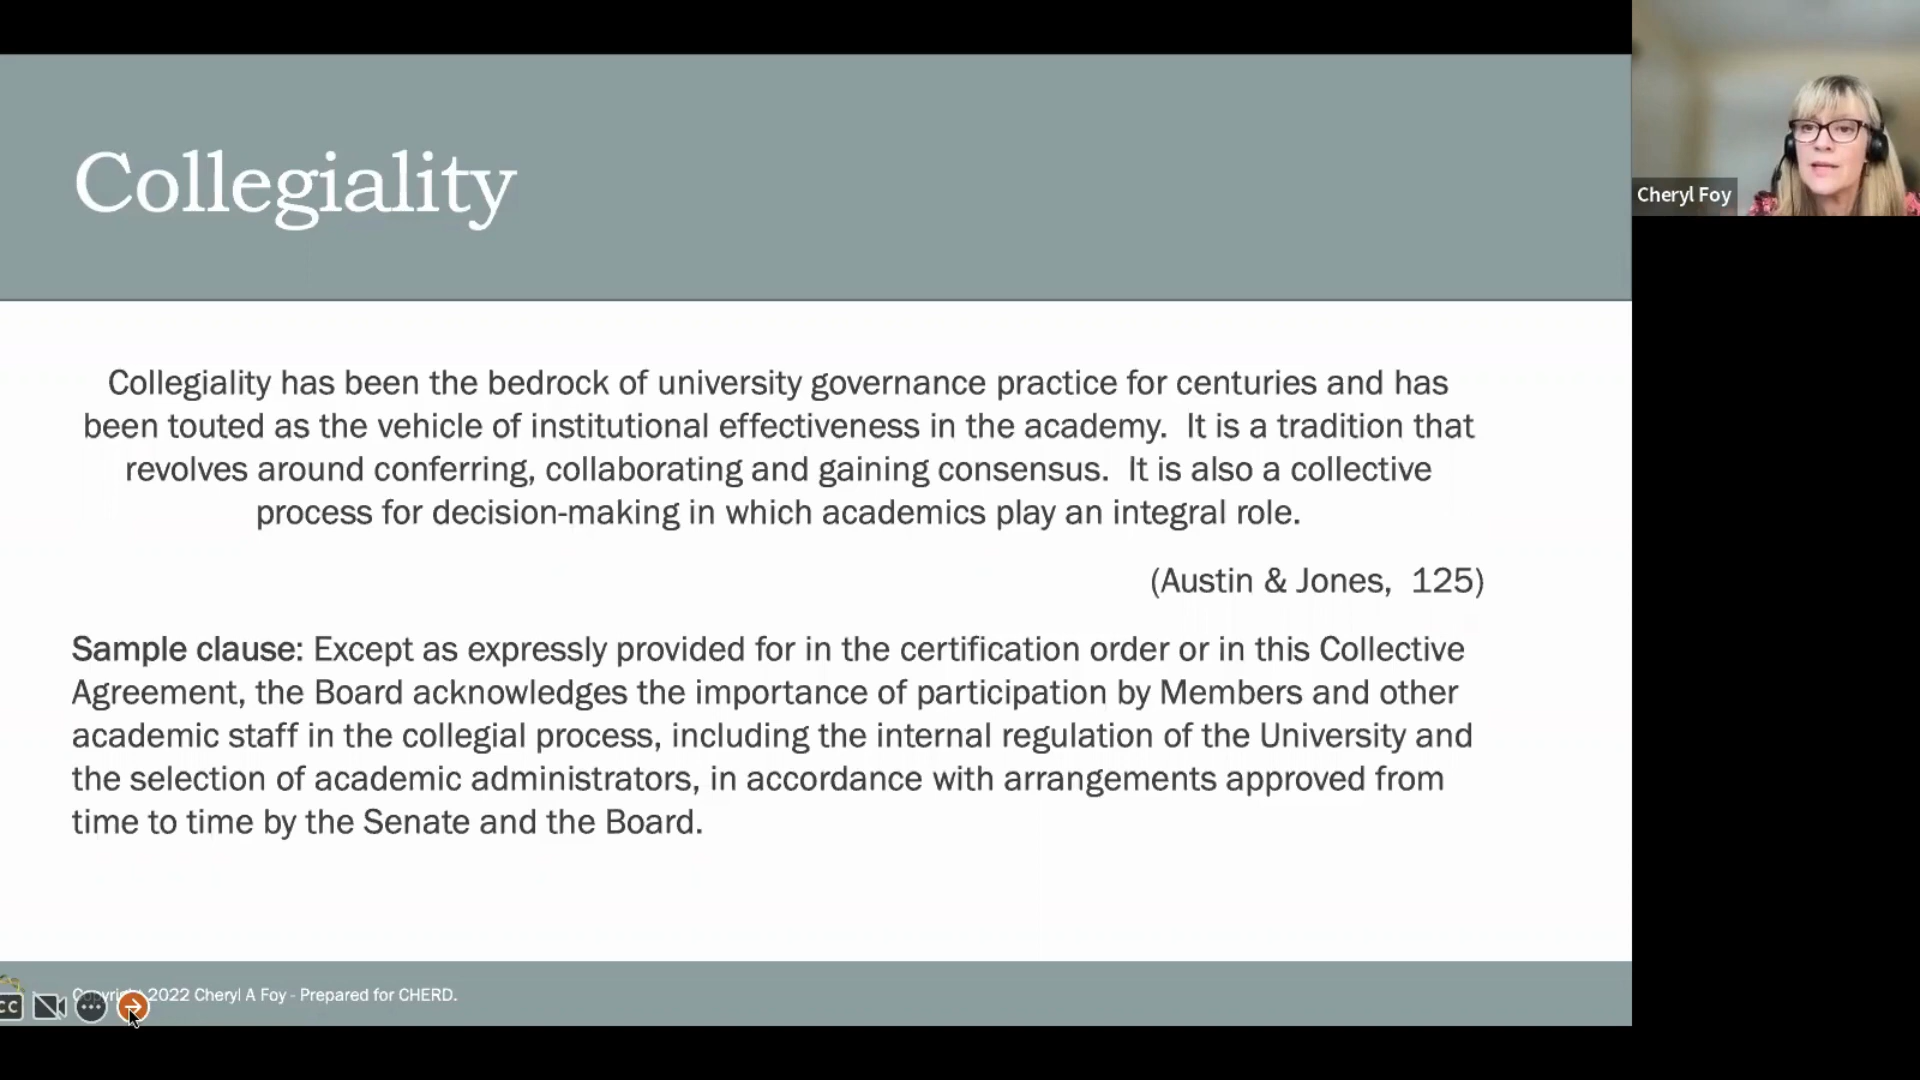 Collegiality
Cheryl Foy
Collegiality has been the bedrock of university governance practice for centuries and has
been touted as the vehicle of institutional effectiveness in the academy. It is a tradition that
revolves around conferring, collaborating and gaining consensus. It is also a collective
process for decision-making in which academics play an integral role.
(Austin & Jones, 125)
Sample clause: Except as expressly provided for in the certification order or in this Collective
Agreement, the Board acknowledges the importance of participation by Members and other
academic staff in the collegial process, including the internal regulation of the University and
the selection of academic administrators, in accordance with arrangements approved from
time to time by the Senate and the Board.
Copyright 2022 Cheryl A Foy - Prepared for CHERD.
CC